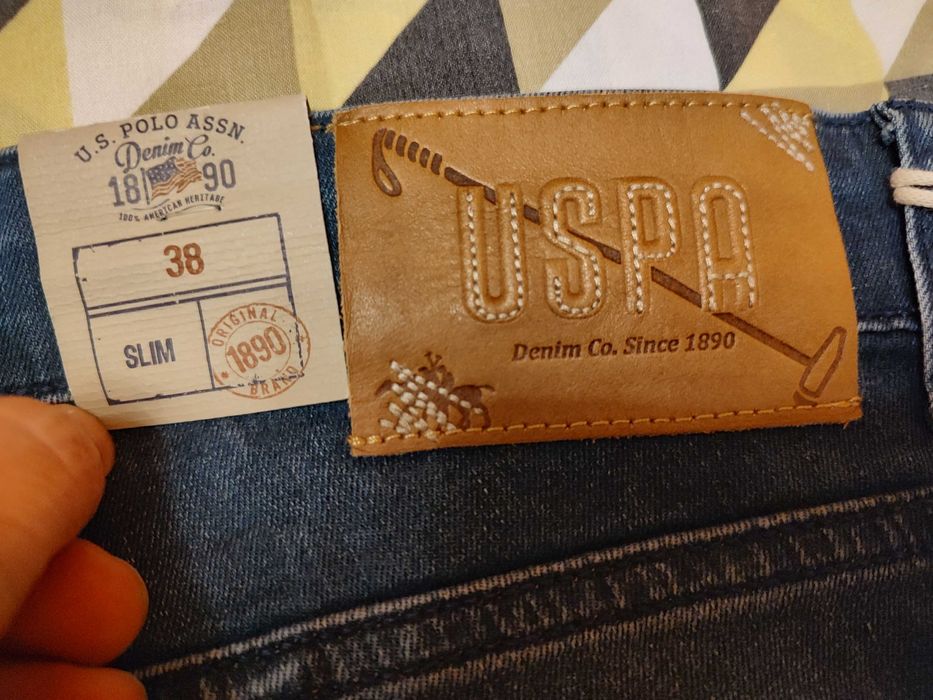 U.S. POLO ASSN.
Denim Co.
18 90
100% AMERICAN HERITAGE
38
SLIM
ORIGINAL
1890
BRAND
USPA
Denim Co. Since 1890